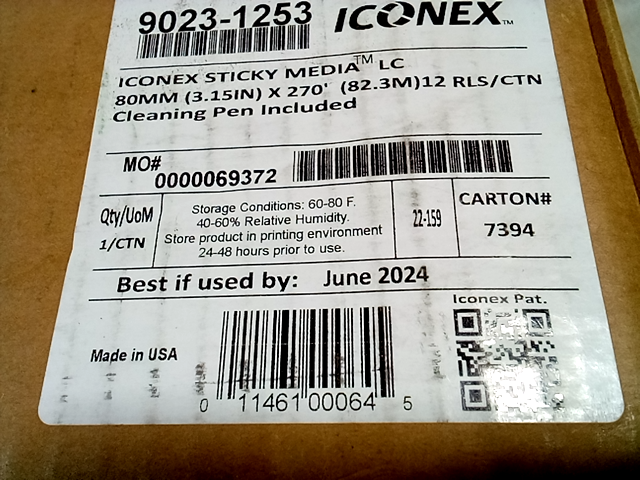 9023-1253 ICONEX™
ICONEX STICKY MEDIA™ LC
80MM (3.15IN) X 270' (82.3M)12 RLS/CTN
Cleaning Pen Included
MO# 0000069372
Qty/UoM
1/CTN
Storage Conditions: 60-80 F.
40-60% Relative Humidity.
Store product in printing environment
24-48 hours prior to use.
22-159
CARTON#
7394
Best if used by: June 2024
Iconex Pat.
Made in USA
0 11461 00064 5